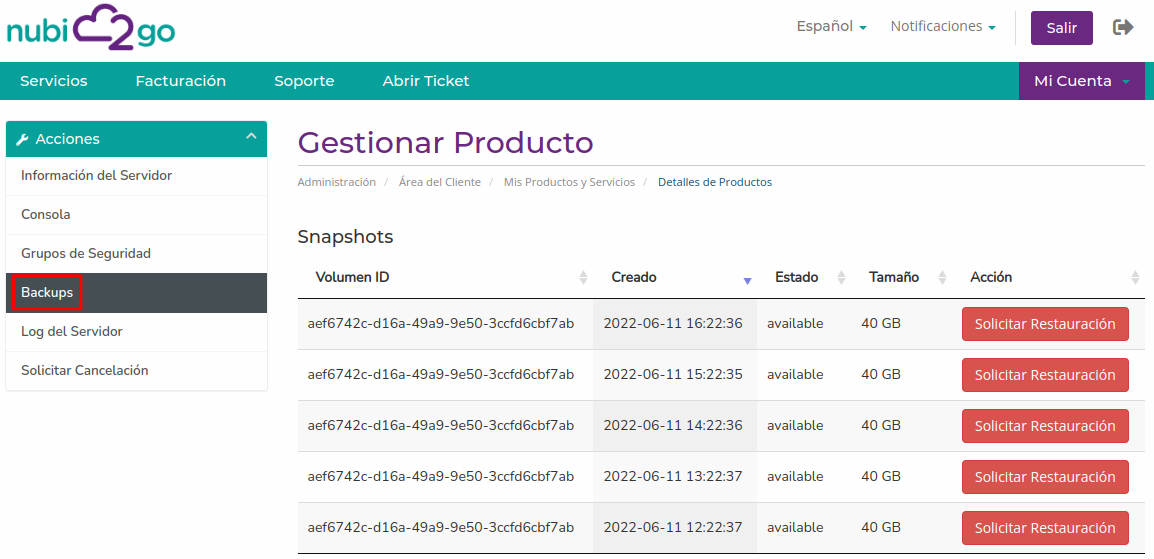 nubi2go
Español Notificaciones Salir
Servicios Facturación Soporte Abrir Ticket Mi Cuenta
Acciones
Información del Servidor
Consola
Grupos de Seguridad
Backups
Log del Servidor
Solicitar Cancelación
Gestionar Producto
Administración / Área del Cliente / Mis Productos y Servicios / Detalles de Productos
Snapshots
Volumen ID Creado Estado Tamaño Acción
aef6742c-d16a-49a9-9e50-3ccfd6cbf7ab 2022-06-11 16:22:36 available 40 GB Solicitar Restauración
aef6742c-d16a-49a9-9e50-3ccfd6cbf7ab 2022-06-11 15:22:35 available 40 GB Solicitar Restauración
aef6742c-d16a-49a9-9e50-3ccfd6cbf7ab 2022-06-11 14:22:36 available 40 GB Solicitar Restauración
aef6742c-d16a-49a9-9e50-3ccfd6cbf7ab 2022-06-11 13:22:37 available 40 GB Solicitar Restauración
aef6742c-d16a-49a9-9e50-3ccfd6cbf7ab 2022-06-11 12:22:37 available 40 GB Solicitar Restauración